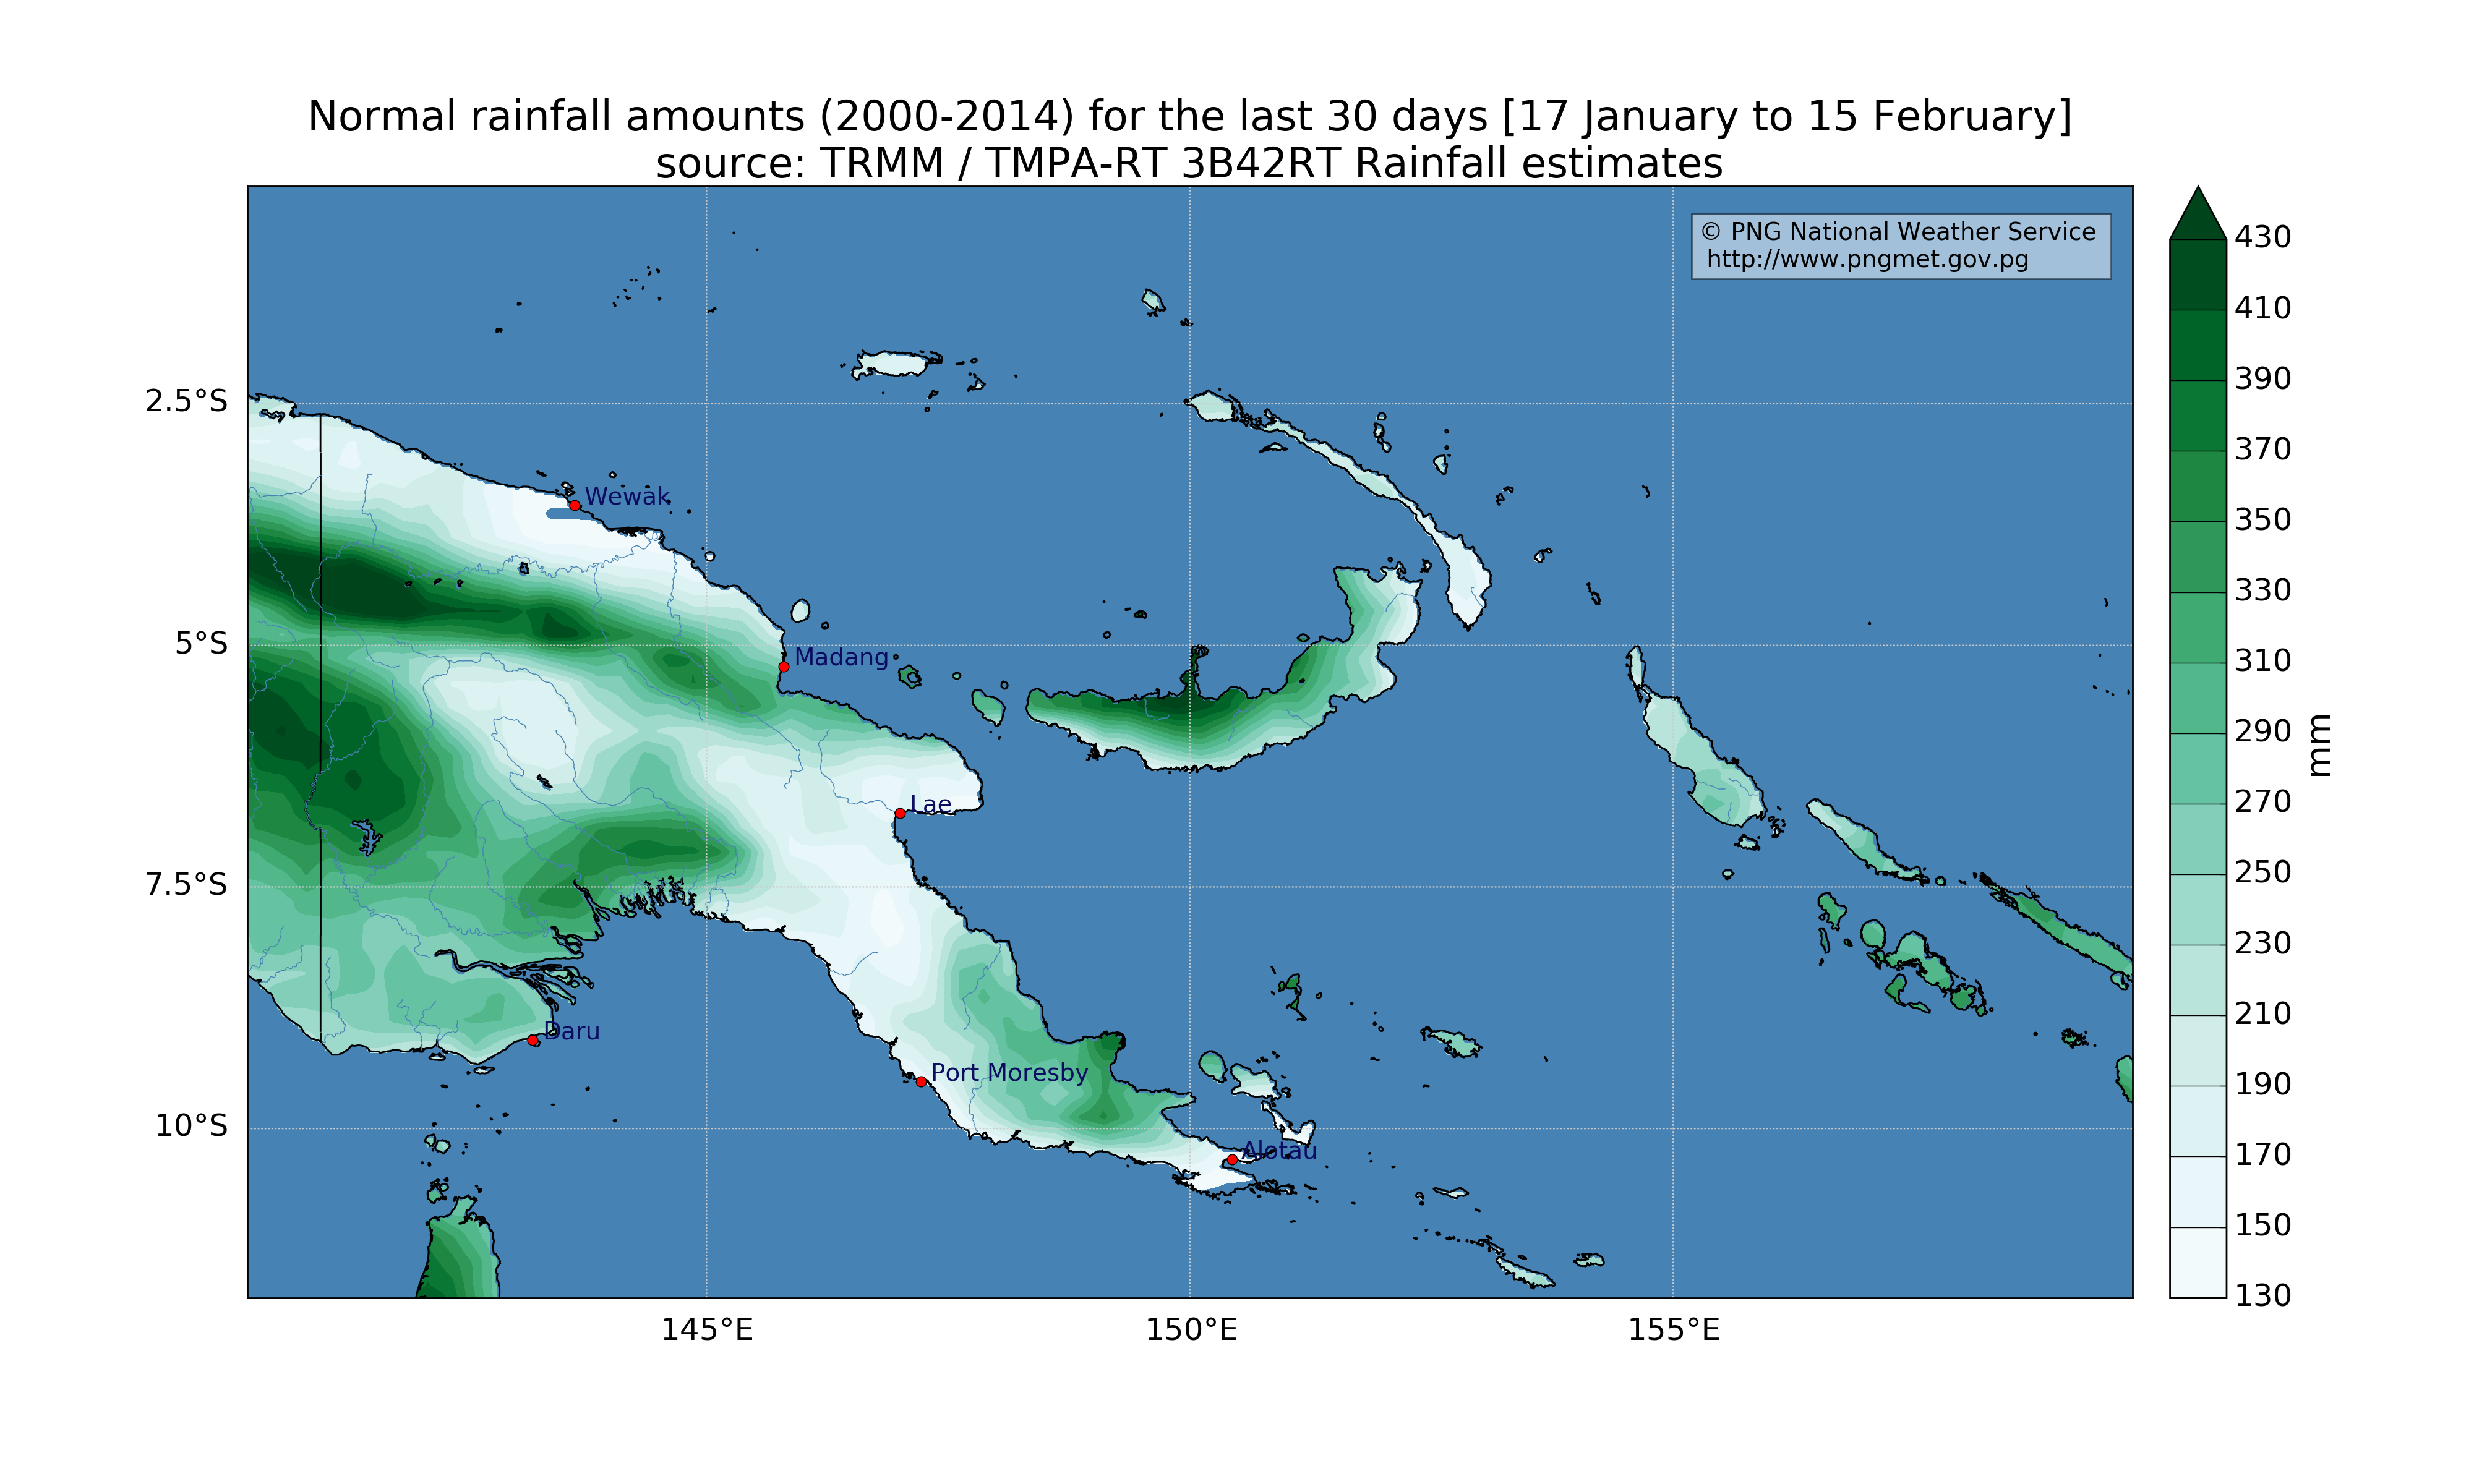 Normal rainfall amounts (2000-2014) for the last 30 days [17 January to 15 February]
source: TRMM / TMPA-RT 3B42RT Rainfall estimates
© PNG National Weather Service
http://www.pngmet.gov.pg
430
410
390
370
350
330
310
290
270
250
230
210
190
170
150
130
mm
2.5°S
5°S
7.5°S
10°S
Wewak
Madang
Lae
Daru
Port Moresby
Alotau
145°E
150°E
155°E